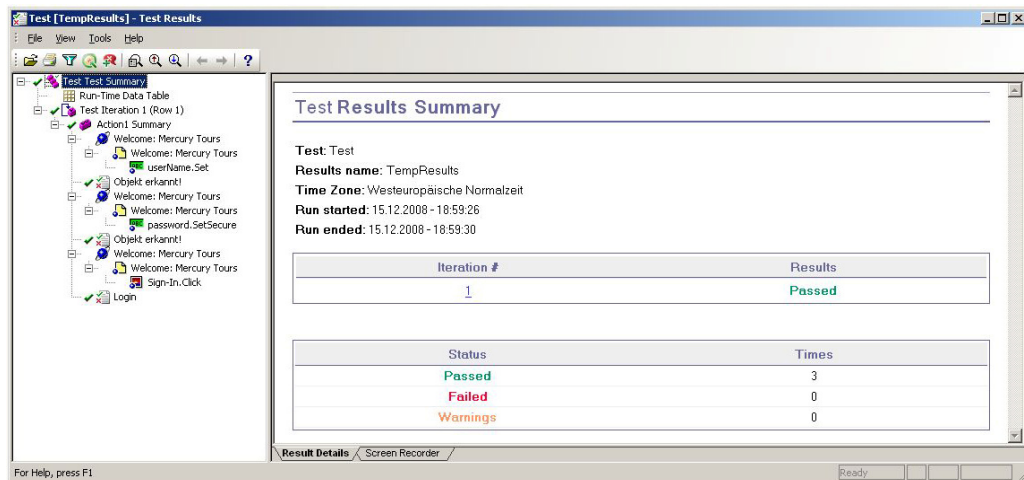 Test [TempResults] - Test Results
File View Tools Help
Test Test Summary
Run-Time Data Table
Test Iteration 1 (Row 1)
Action1 Summary
Welcome: Mercury Tours
Welcome: Mercury Tours
userName.Set
Objekt erkannt!
Welcome: Mercury Tours
Welcome: Mercury Tours
password.SetSecure
Objekt erkannt!
Welcome: Mercury Tours
Welcome: Mercury Tours
Sign-In.Click
Login
Test Results Summary
Test: Test
Results name: TempResults
Time Zone: Westeuropäische Normalzeit
Run started: 15.12.2008 - 18:59:26
Run ended: 15.12.2008 - 18:59:30
Iteration # Results
1 Passed
Status Times
Passed 3
Failed 0
Warnings 0
Result Details Screen Recorder
For Help, press F1 Ready